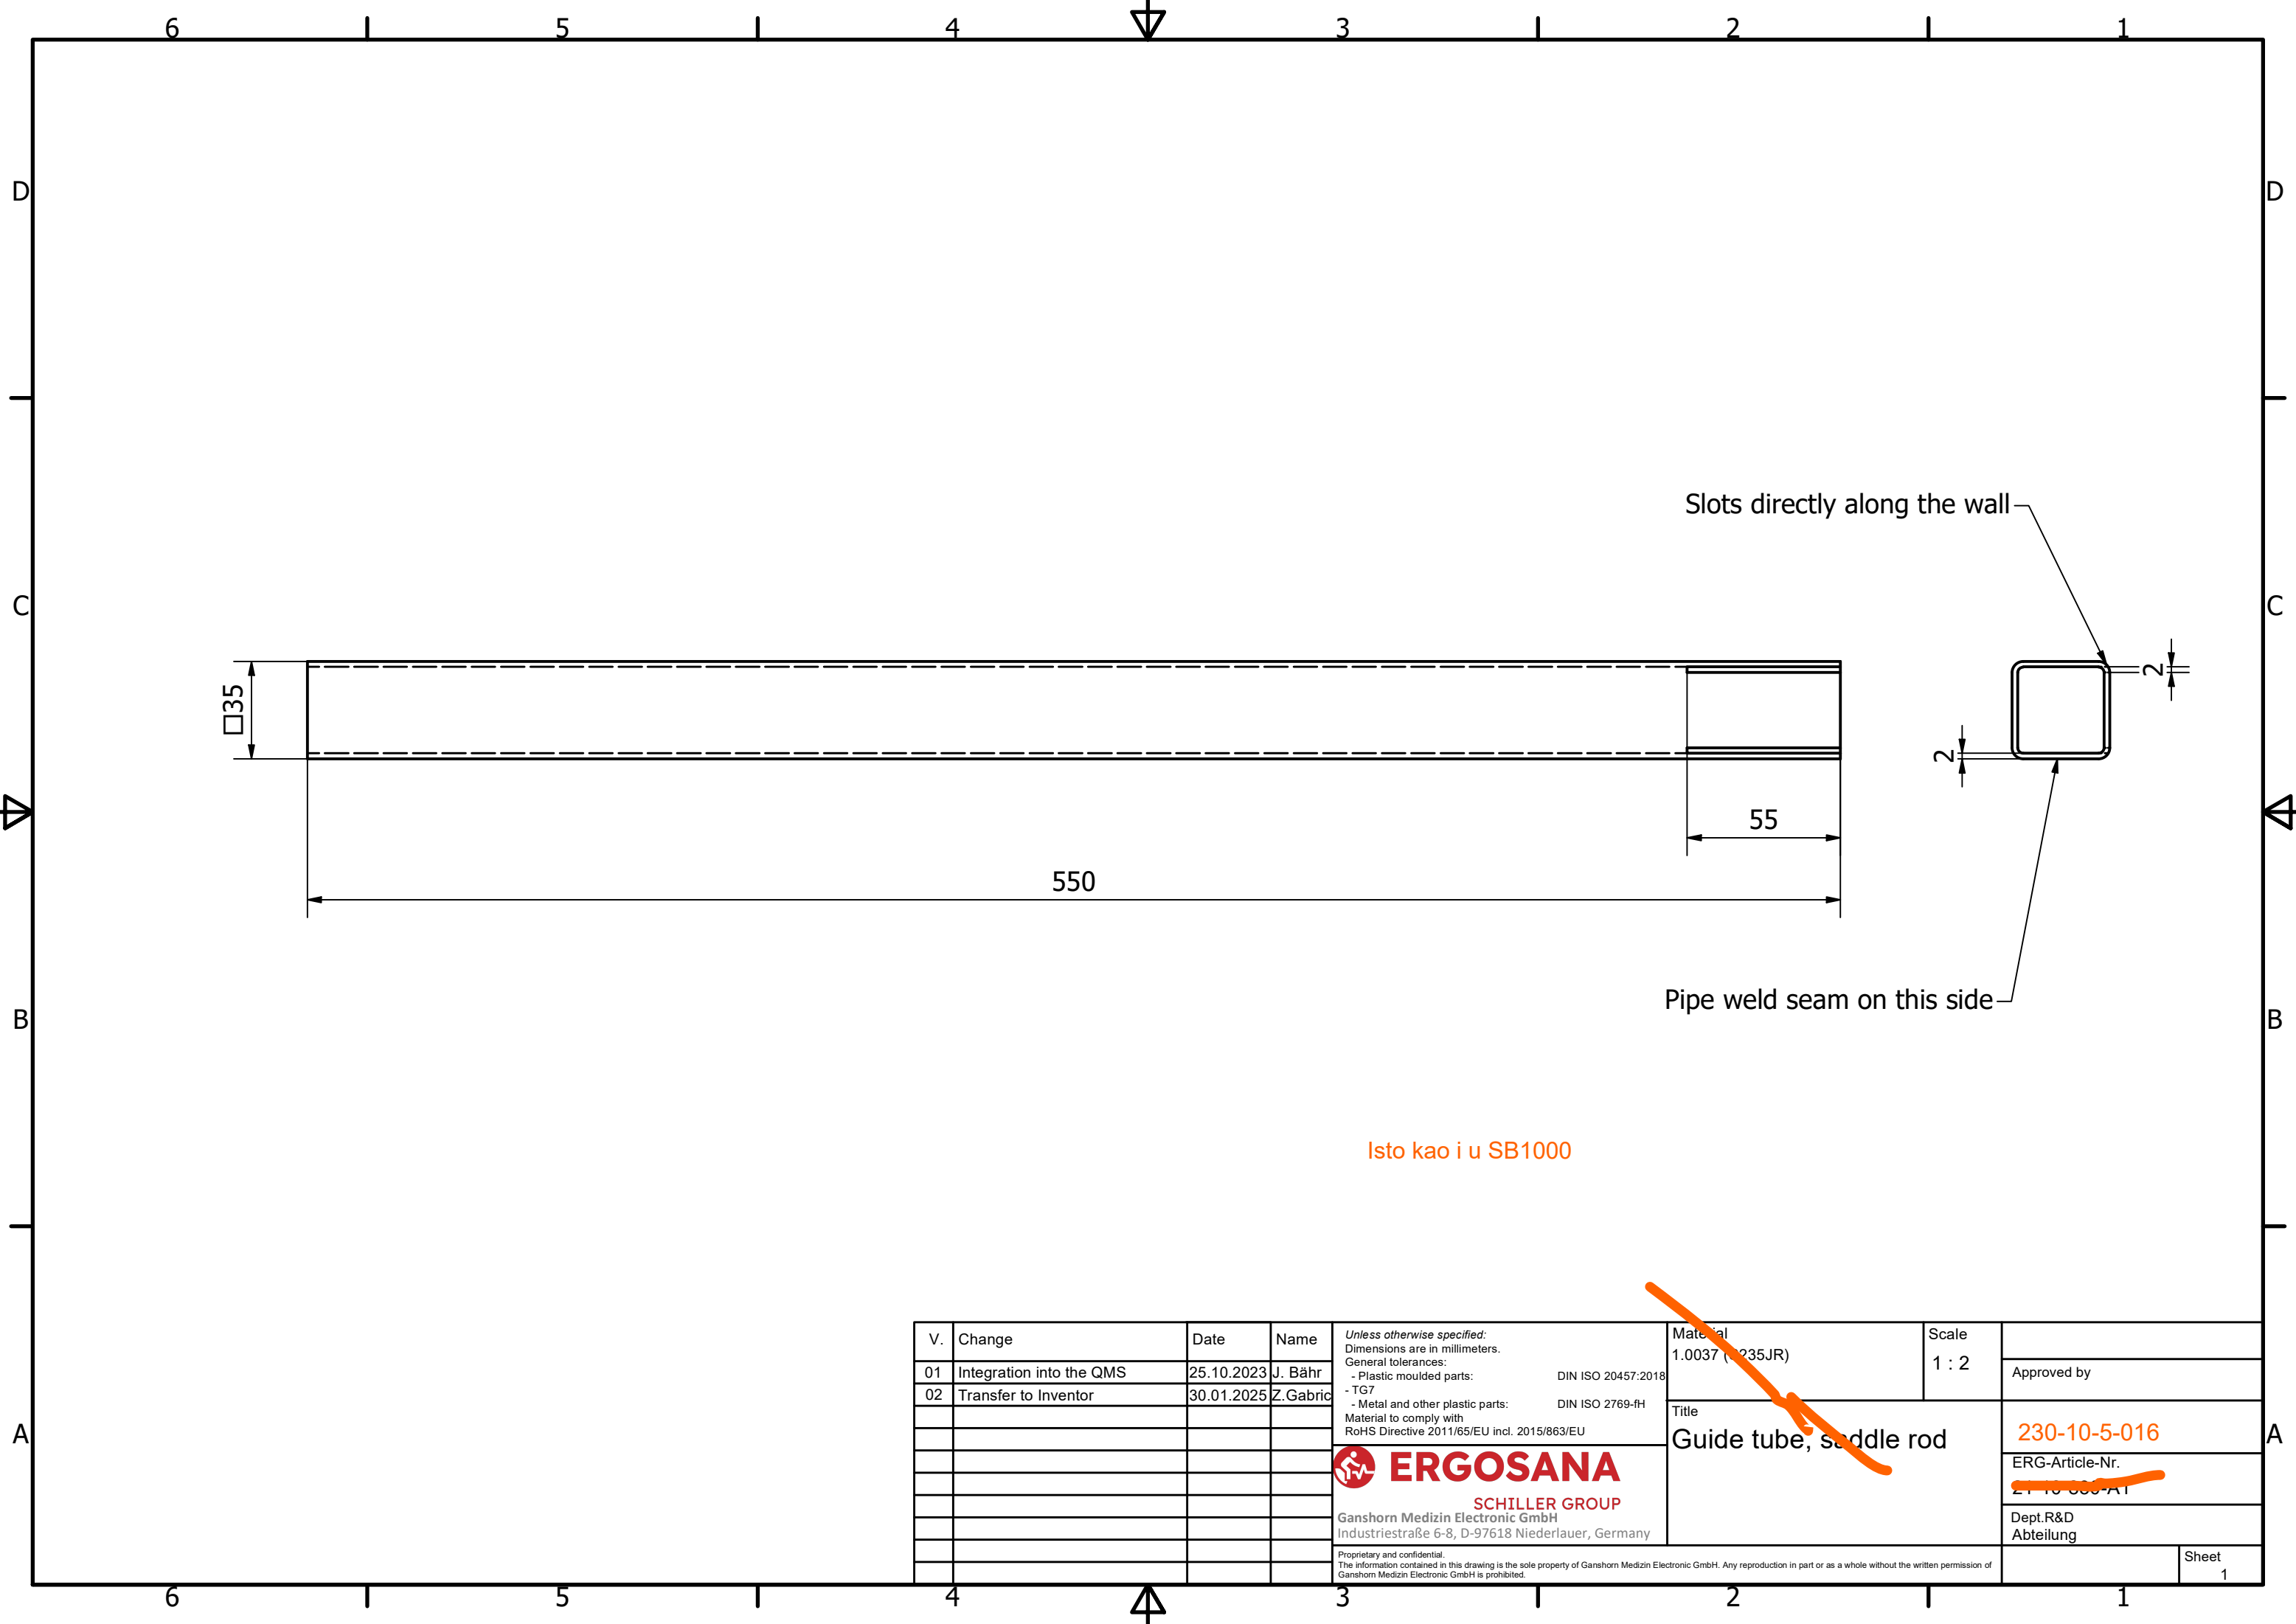 6 5 4 3 2 1
D D
Slots directly along the wall
C C
□35
2
2
55
550
Pipe weld seam on this side
B B
Isto kao i u SB1000
V. Change Date Name
01 Integration into the QMS 25.10.2023 J. Bähr
02 Transfer to Inventor 30.01.2025 Z.Gabric
Unless otherwise specified:
Dimensions are in millimeters.
General tolerances:
- Plastic moulded parts: DIN ISO 20457:2018
- TG7
- Metal and other plastic parts: DIN ISO 2769-fH
Material to comply with
RoHS Directive 2011/65/EU incl. 2015/863/EU
ERGOSANA
SCHILLER GROUP
Ganshorn Medizin Electronic GmbH
Industriestraße 6-8, D-97618 Niederlauer, Germany
Proprietary and confidential.
The information contained in this drawing is the sole property of Ganshorn Medizin Electronic GmbH. Any reproduction in part or as a whole without the written permission of
Ganshorn Medizin Electronic GmbH is prohibited.
Material
1.0037
Scale
1 : 2
Title
Guide tube, saddle rod
Approved by
230-10-5-016
ERG-Article-Nr.
Dept.R&D
Abteilung
Sheet
1
A A
6 5 4 3 2 1